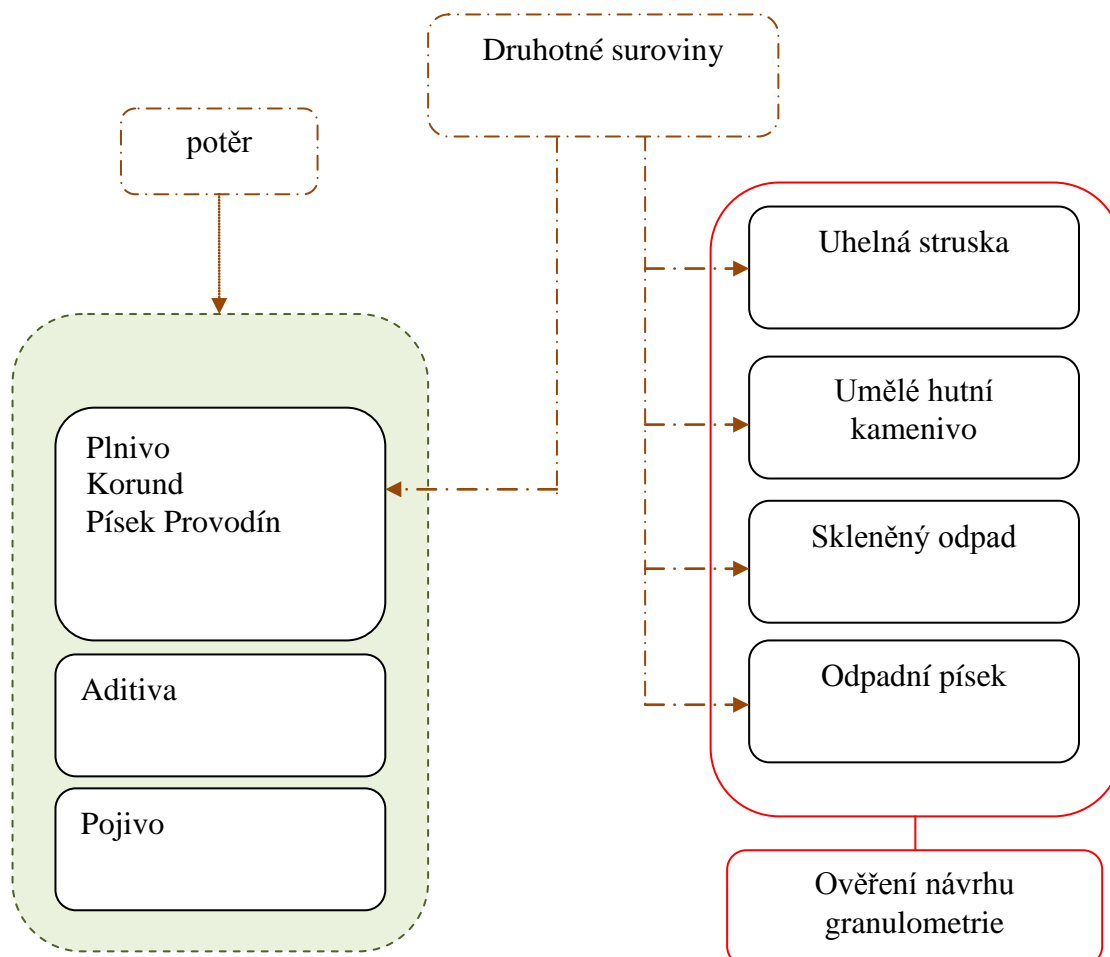 Druhotné suroviny
potěr
Plnivo
Korund
Písek Provodín
Aditiva
Pojivo
Uhelná struska
Umělé hutní
kamenivo
Skleněný odpad
Odpadní písek
Ověření návrhu
granulometrie